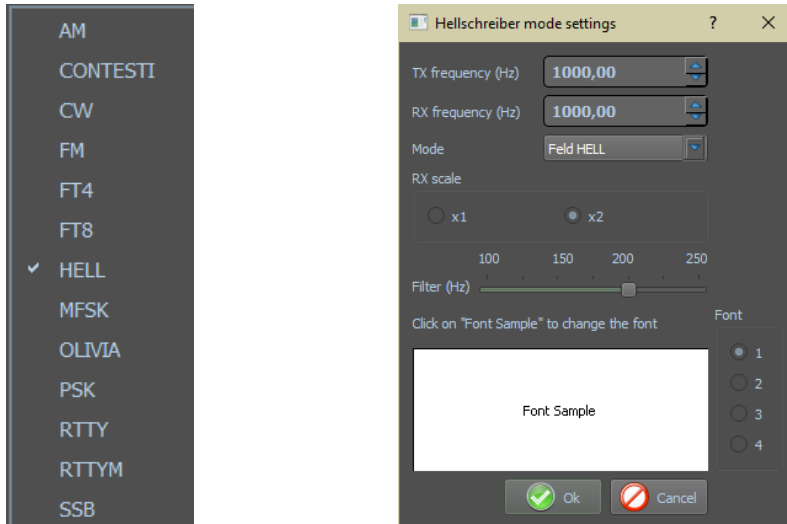 AM
CONTESTI
CW
FM
FT4
FT8
HELL
MFSK
OLIVIA
PSK
RTTY
RTTYM
SSB
Hellschreiber mode settings ?
TX frequency (Hz) 1000,00
RX frequency (Hz) 1000,00
Mode Feld HELL
RX scale
x1 x2
100 150 200 250
Filter (Hz)
Click on "Font Sample" to change the font
Font
Font Sample
1
2
3
4
Ok Cancel